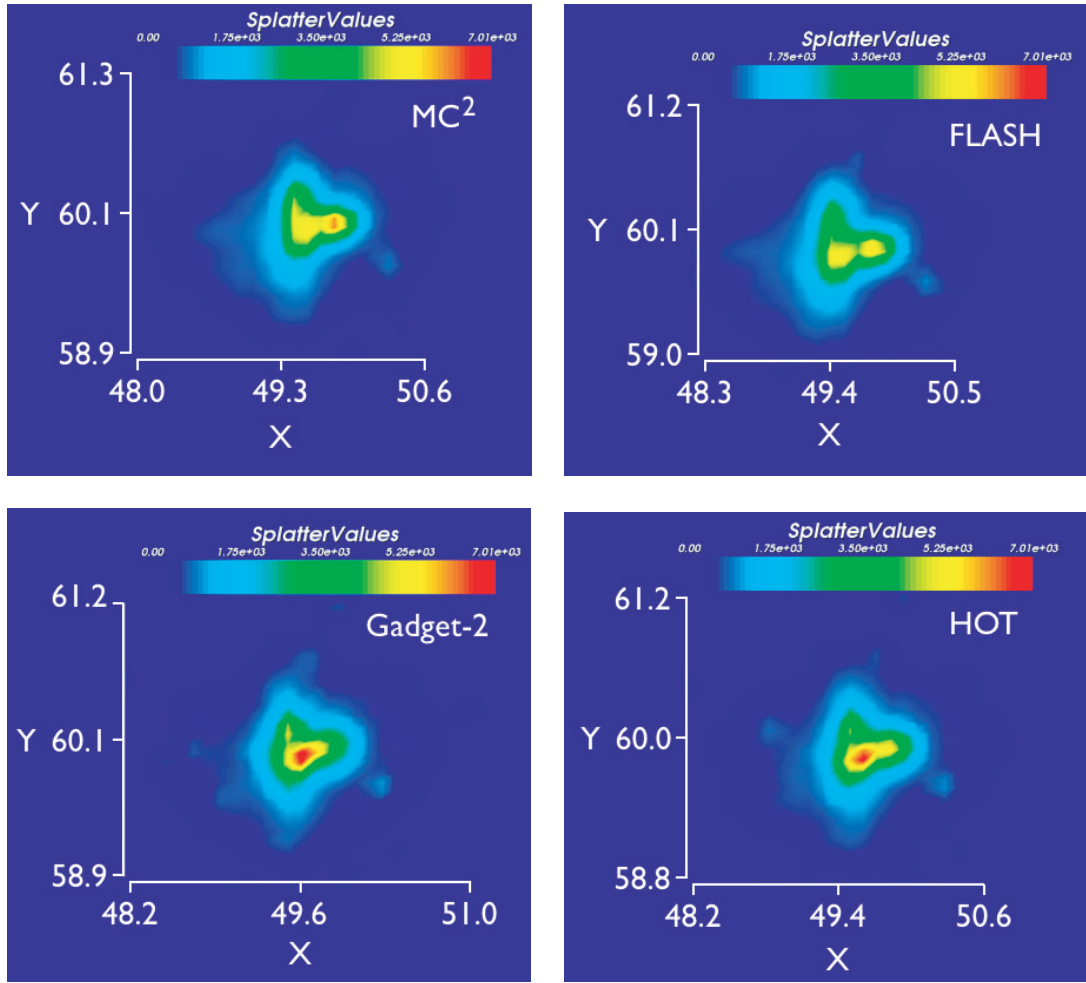 SplatterValues
0.00 1.75e+03 3.50e+03 5.25e+03 7.01e+03
61.3
MC2
Y 60.1
58.9
48.0 49.3 50.6
X
SplatterValues
0.00 1.75e+03 3.50e+03 5.25e+03 7.01e+03
61.2
FLASH
Y 60.1
59.0
48.3 49.4 50.5
X
SplatterValues
0.00 1.75e+03 3.50e+03 5.25e+03 7.01e+03
61.2
Gadget-2
Y 60.1
58.9
48.2 49.6 51.0
X
SplatterValues
0.00 1.75e+03 3.50e+03 5.25e+03 7.01e+03
61.2
HOT
Y 60.0
58.8
48.2 49.4 50.6
X